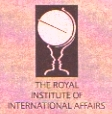 THE ROYAL
INSTITUTE OF
INTERNATIONAL AFFAIRS